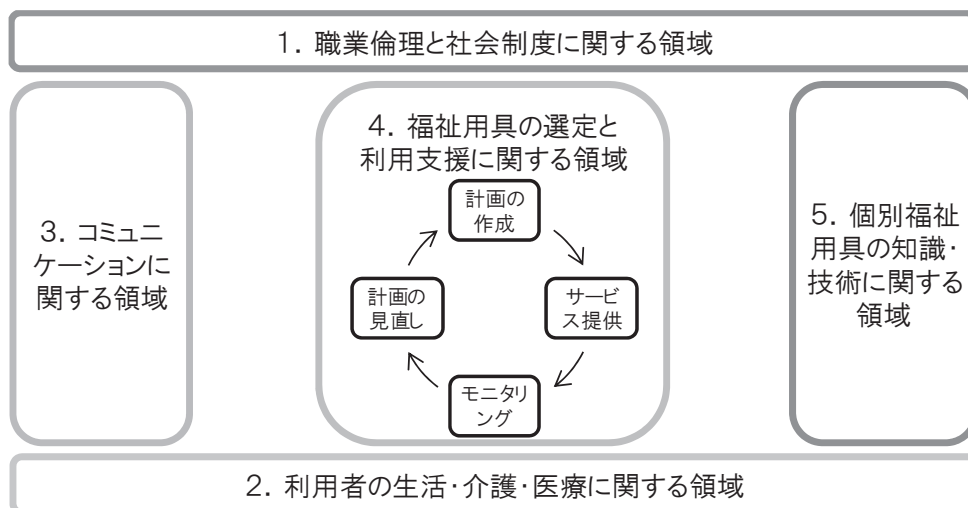 1．職業倫理と社会制度に関する領域
3．コミュニ
ケーションに
関する領域
4．福祉用具の選定と
利用支援に関する領域
計画の
作成
サービ
ス提供
モニタリ
ング
計画の
見直し
5．個別福祉
用具の知識・
技術に関する
領域
2．利用者の生活・介護・医療に関する領域